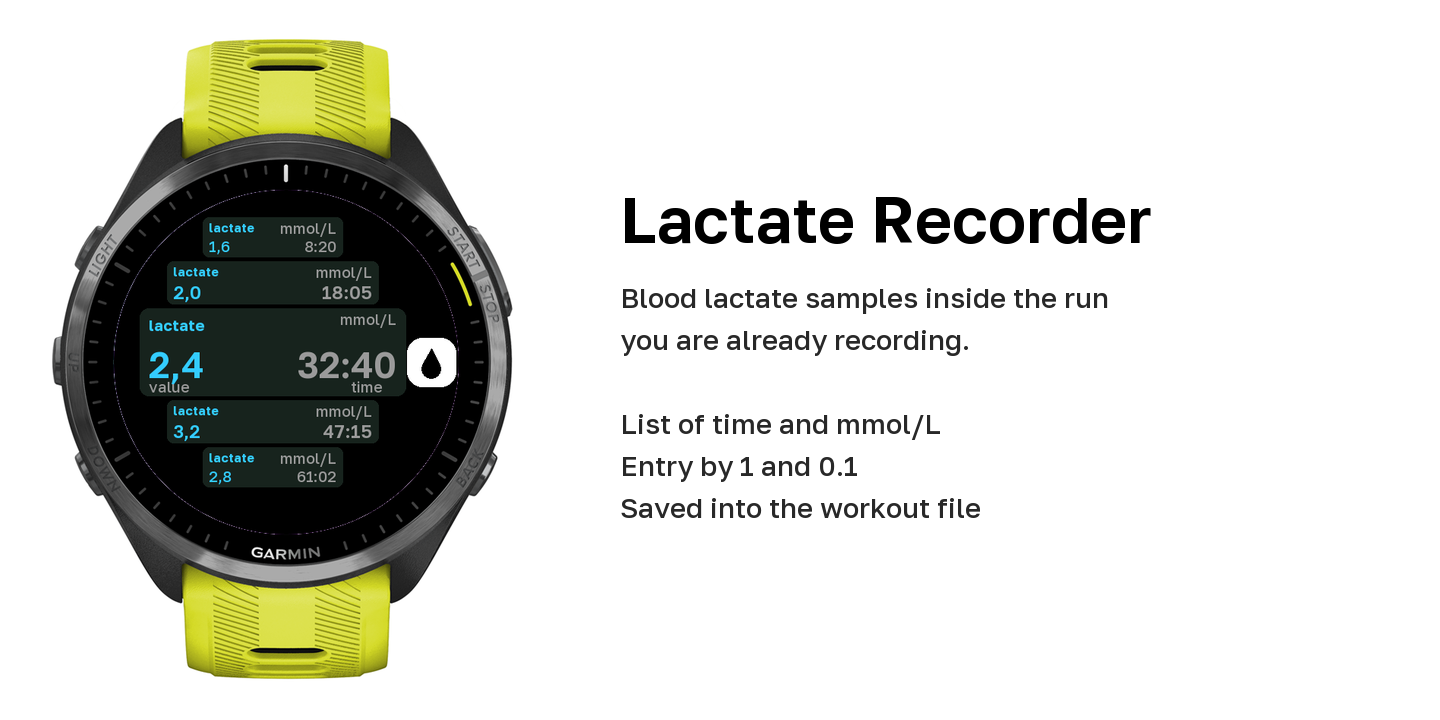 LIGHT
START
STOP
UP
DOWN
BACK
lactate mmol/L
1,6 8:20
lactate mmol/L
2,0 18:05
lactate mmol/L
2,4 32:40
value time
lactate mmol/L
3,2 47:15
lactate mmol/L
2,8 61:02
GARMIN
Lactate Recorder
Blood lactate samples inside the run
you are already recording.
List of time and mmol/L
Entry by 1 and 0.1
Saved into the workout file